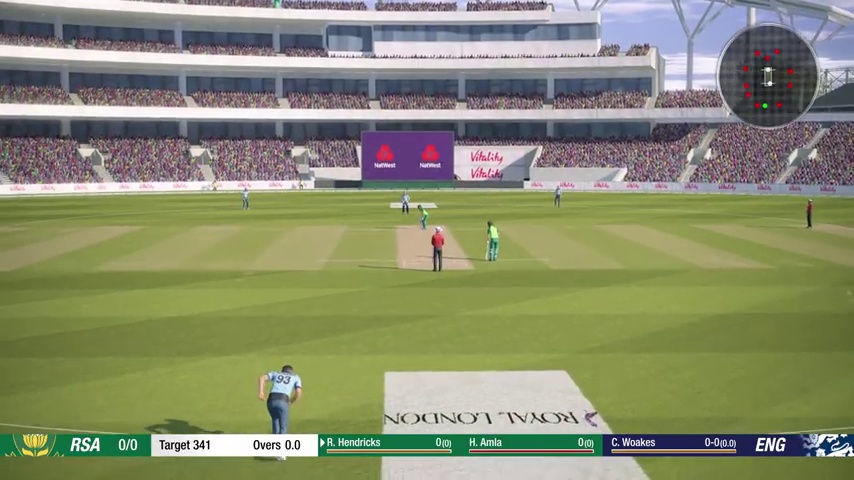 NatWest NatWest
Vitality
Vitality
93
ROYAL LONDON
RSA 0/0 Target 341 Overs 0.0 R. Hendricks 0(0) H. Amla 0(0) C. Woakes 0-0(0.0) ENG